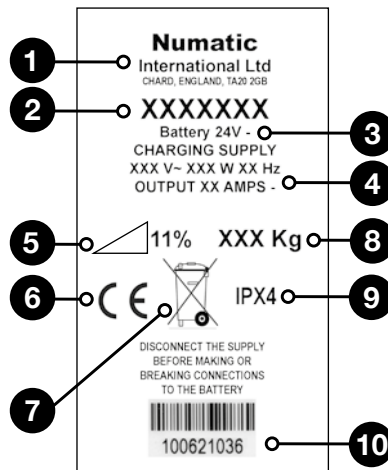 Numatic
1 International Ltd
CHARD, ENGLAND, TA20 2GB
2 XXXXXXX
Battery 24V - 3
CHARGING SUPPLY
XXX V~ XXX W XX Hz
OUTPUT XX AMPS - 4
5 11% XXX Kg 8
6 CE IPX4 9
7
DISCONNECT THE SUPPLY
BEFORE MAKING OR
BREAKING CONNECTIONS
TO THE BATTERY
100621036 10